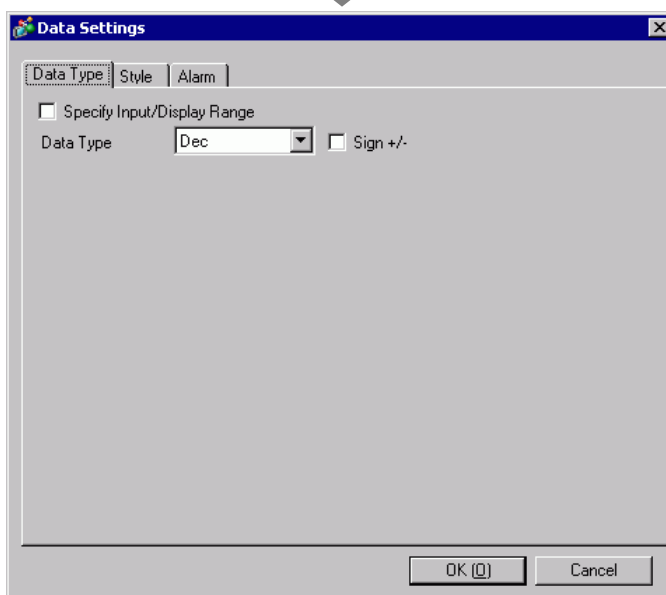 Data Settings
Data Type Style Alarm
Specify Input/Display Range
Data Type Dec Sign +/-
OK (O) Cancel